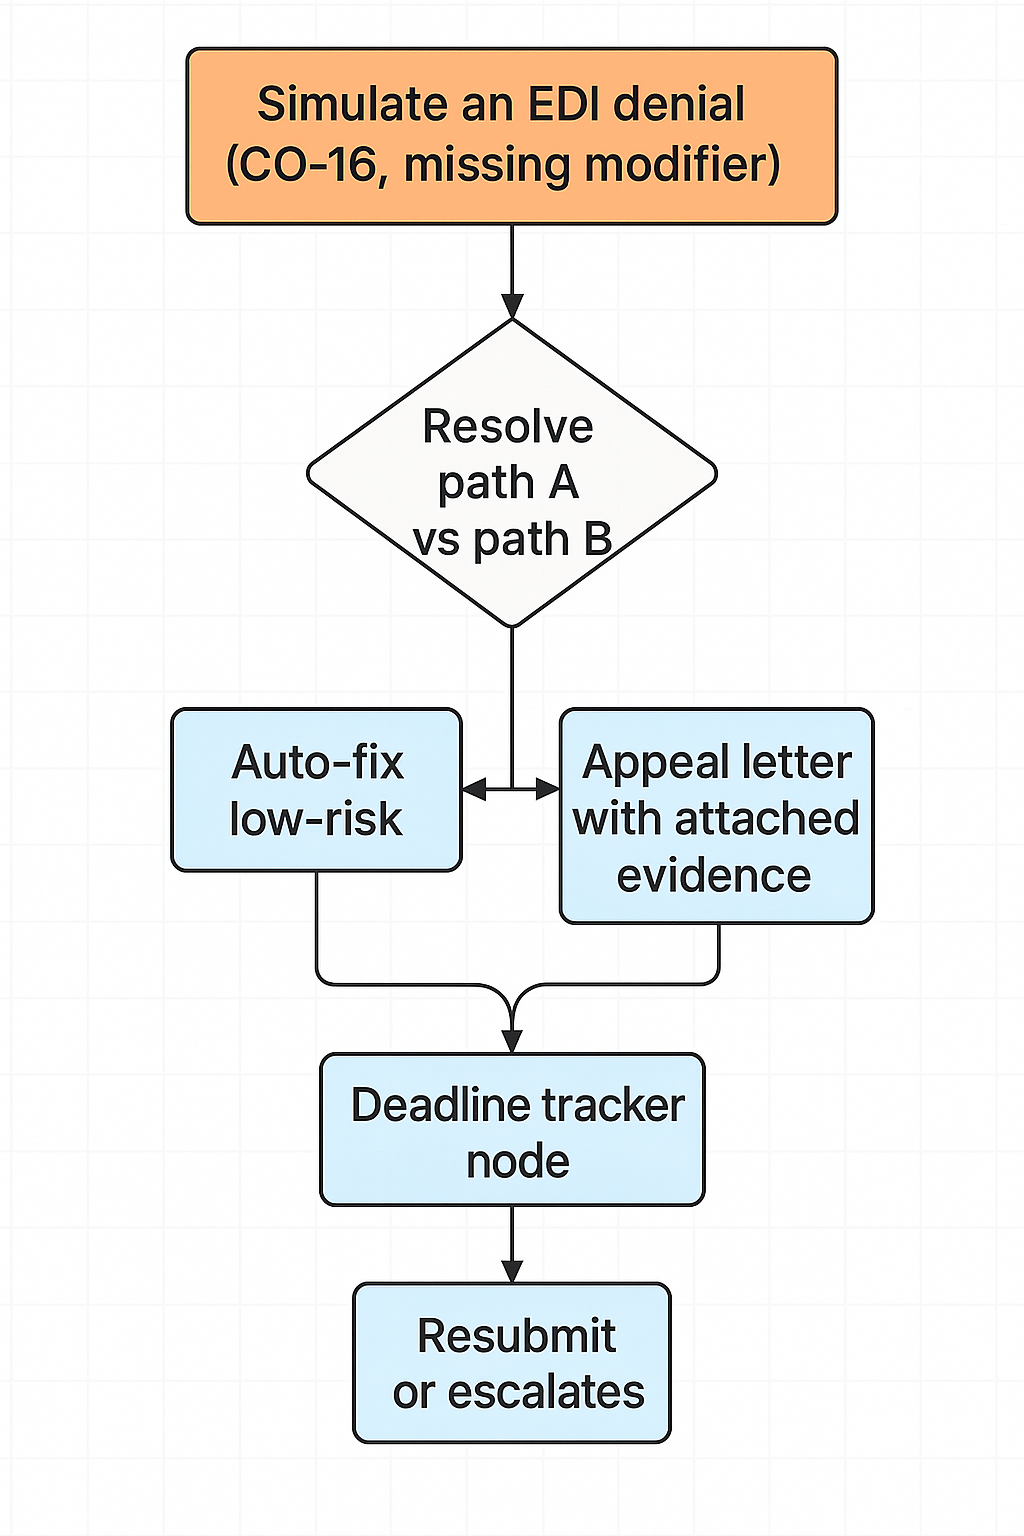 Simulate an EDI denial
(CO-16, missing modifier)
Resolve
path A
vs path B
Auto-fix
low-risk
Appeal letter
with attached
evidence
Deadline tracker
node
Resubmit
or escalates